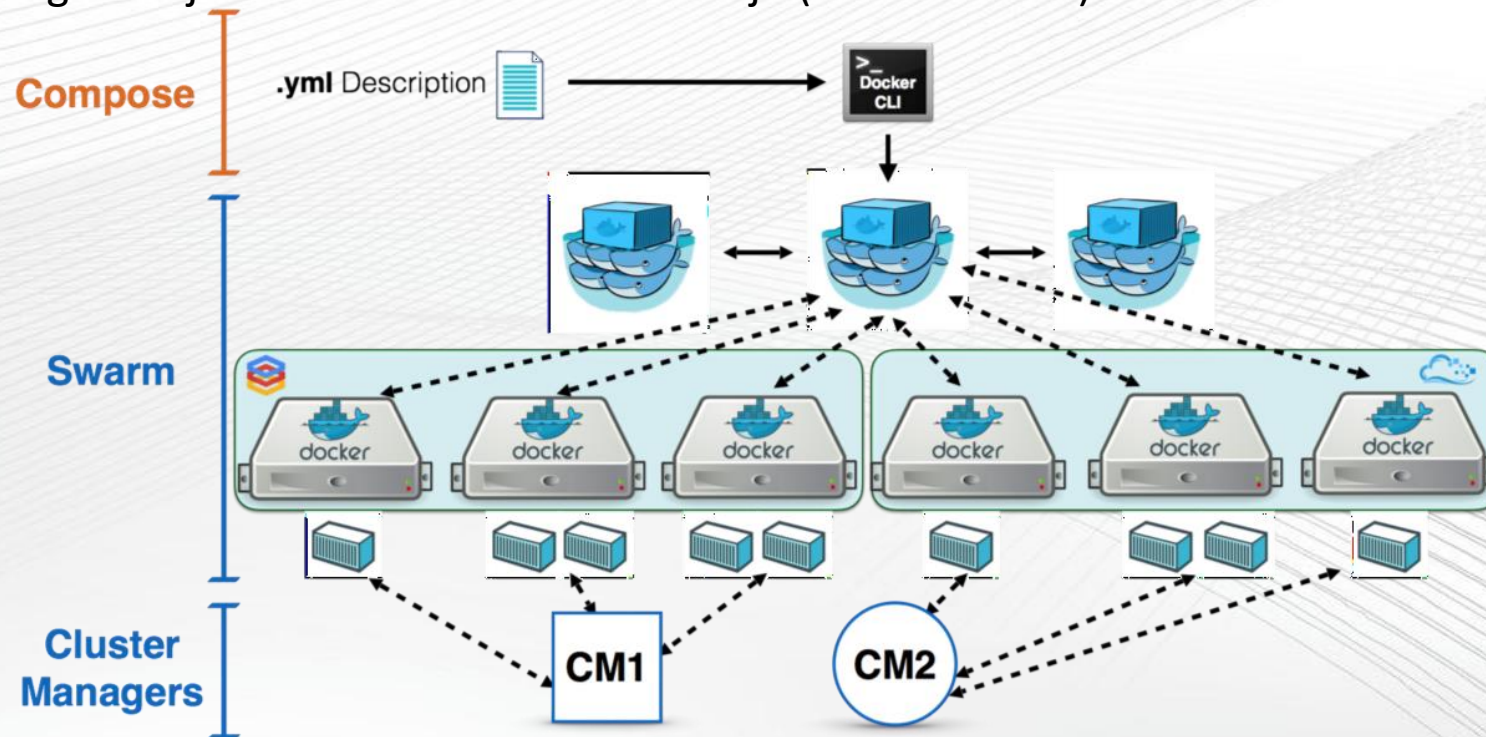 Compose
.yml Description
>_
Docker
CLI
Swarm
docker
docker
docker
docker
docker
docker
Cluster
Managers
CM1
CM2